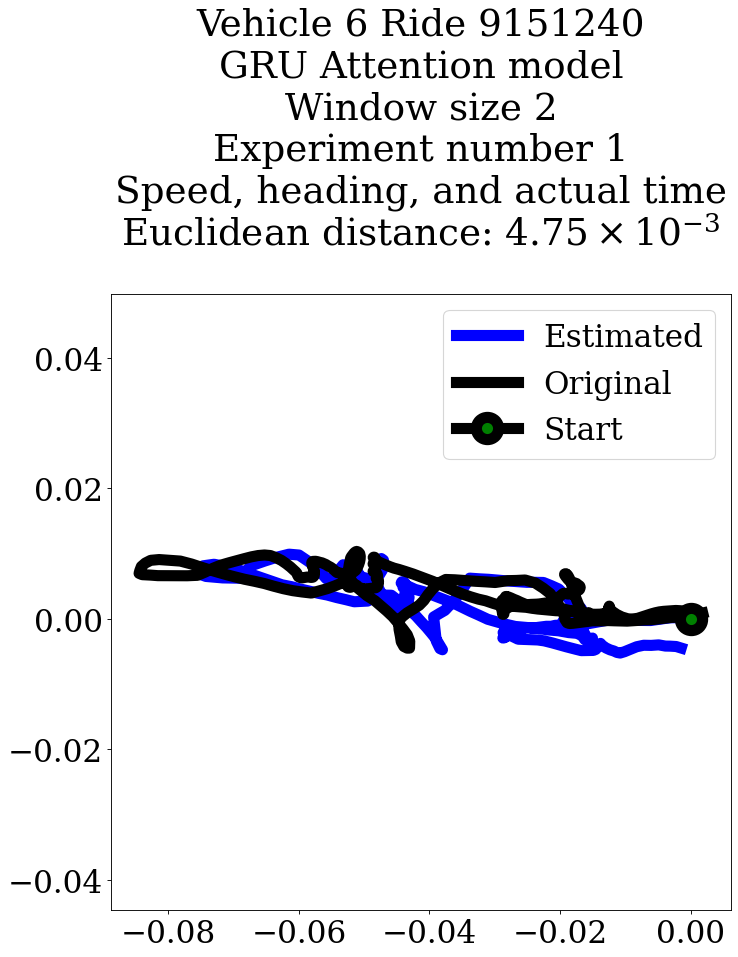 Vehicle 6 Ride 9151240
GRU Attention model
Window size 2
Experiment number 1
Speed, heading, and actual time
Euclidean distance: 4.75 × 10⁻³
Estimated
Original
Start
0.04
0.02
0.00
−0.02
−0.04
−0.08 −0.06 −0.04 −0.02 0.00